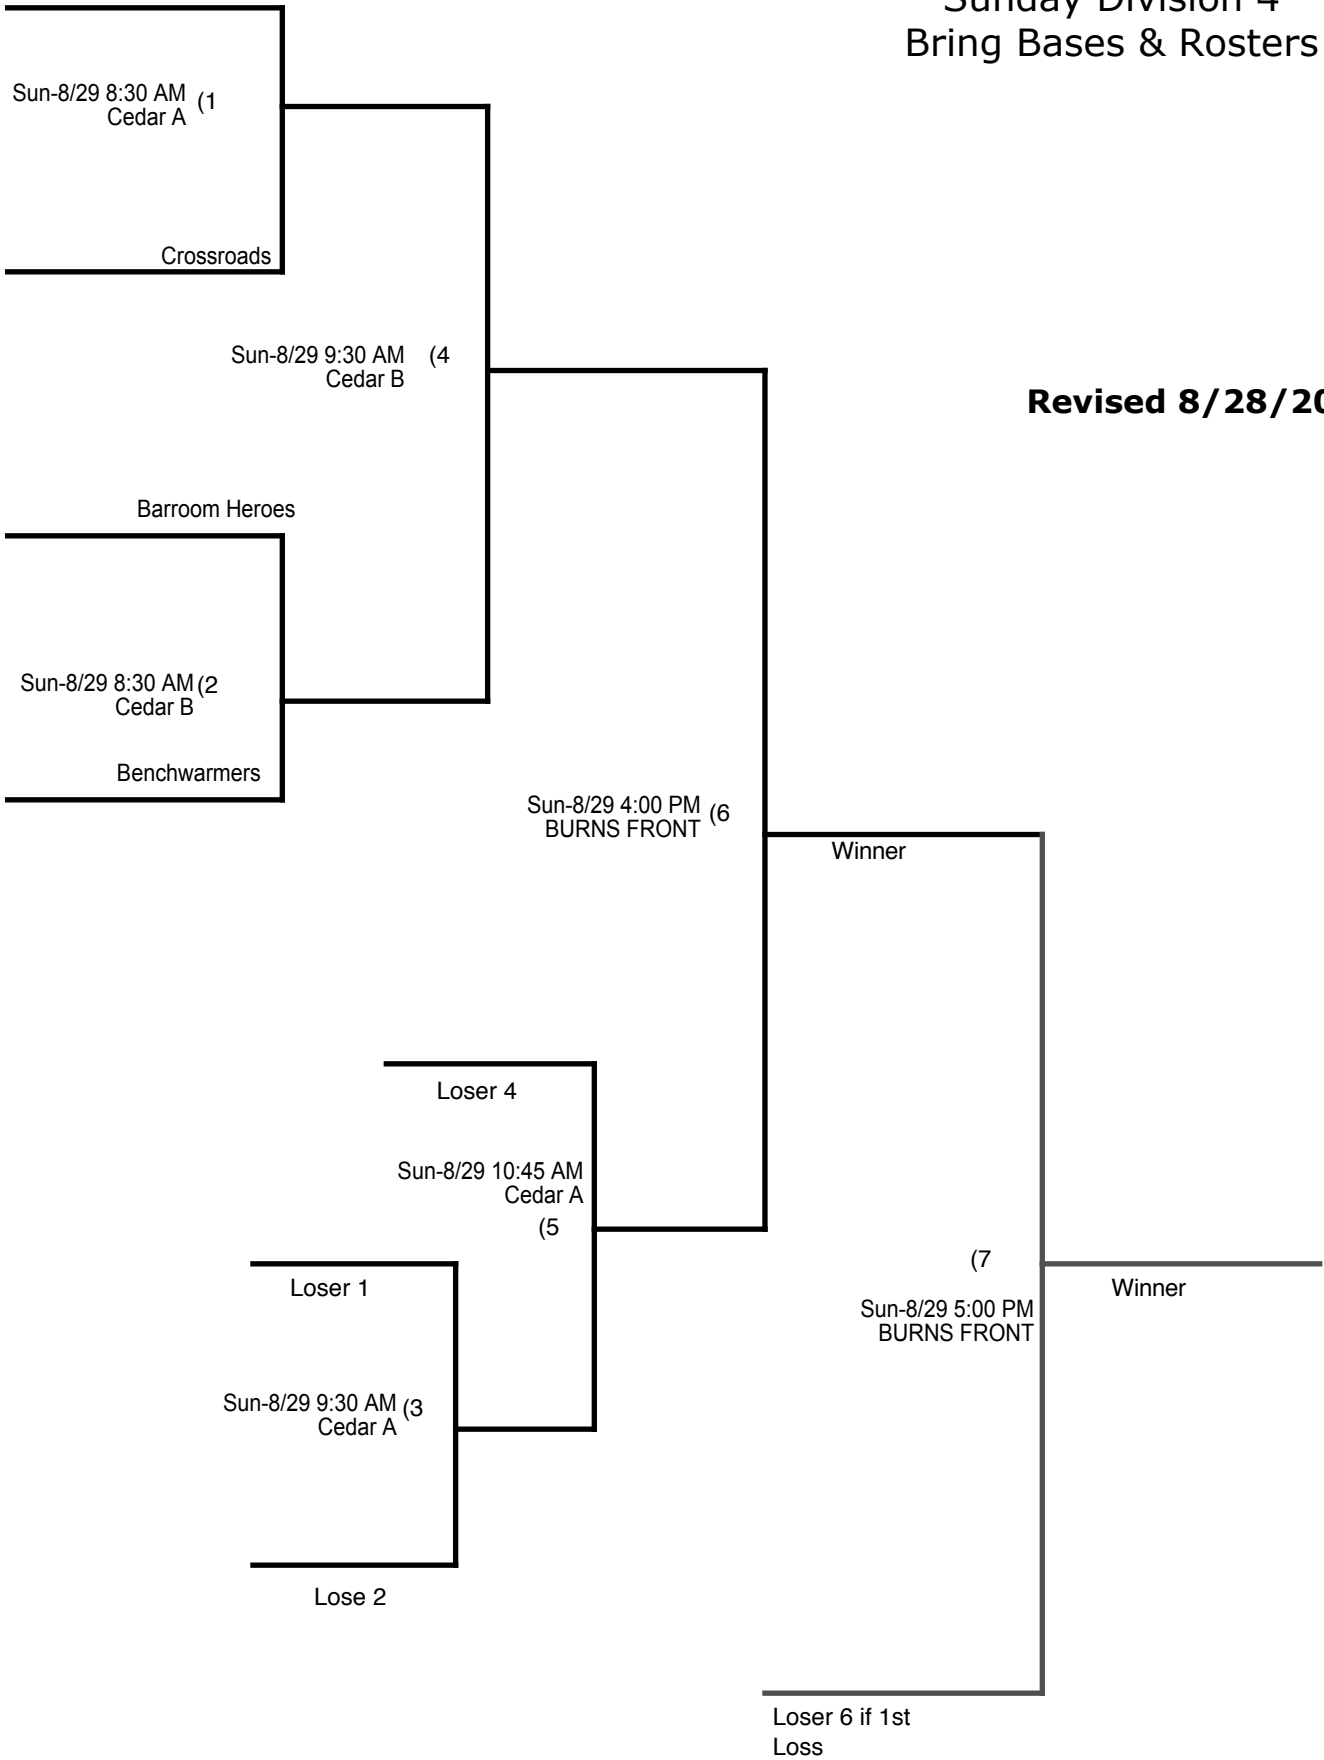 Sunday Division 4
Bring Bases & Rosters
Sun-8/29 8:30 AM (1
Cedar A
Crossroads
Sun-8/29 9:30 AM (4
Cedar B
Revised 8/28/20
Barroom Heroes
Sun-8/29 8:30 AM (2
Cedar B
Benchwarmers
Sun-8/29 4:00 PM (6
BURNS FRONT
Winner
Loser 4
Sun-8/29 10:45 AM
Cedar A
(5
Loser 1
(7
Winner
Sun-8/29 5:00 PM
BURNS FRONT
Sun-8/29 9:30 AM (3
Cedar A
Lose 2
Loser 6 if 1st
Loss